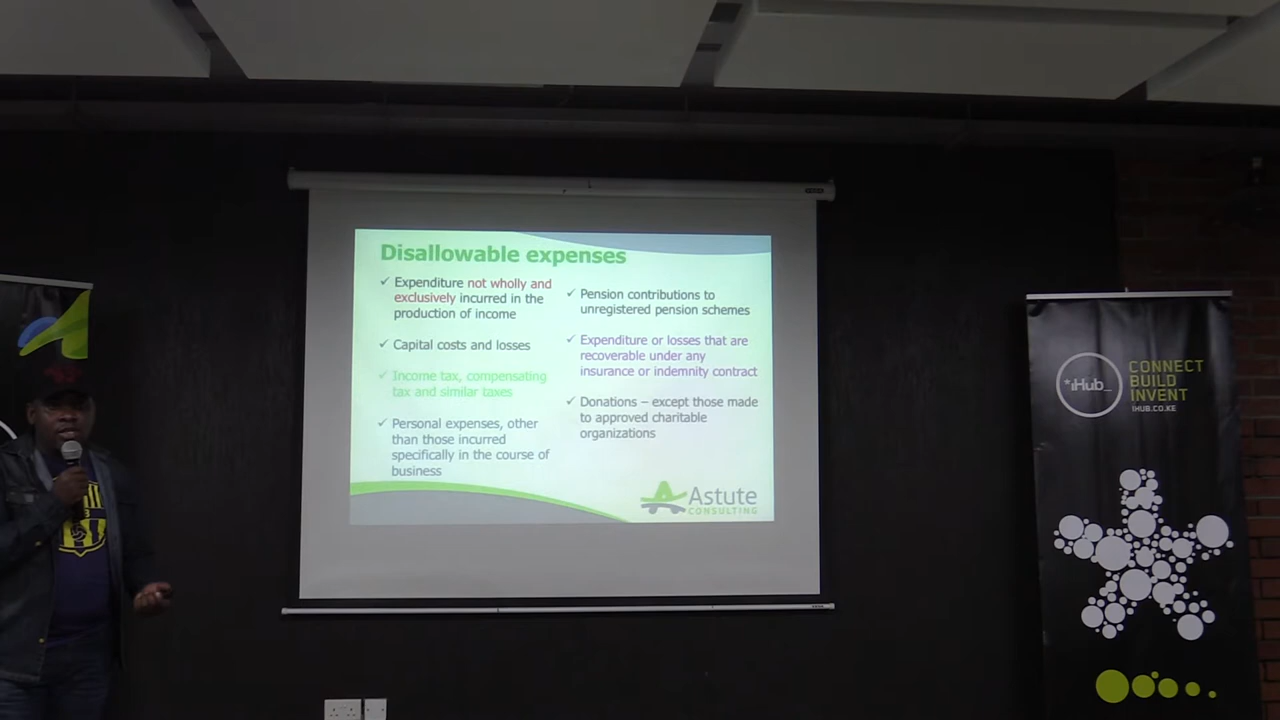 Disallowable expenses
✓ Expenditure not wholly and
exclusively incurred in the
production of income
✓ Capital costs and losses
✓ Income tax, compensating
tax and similar taxes
✓ Personal expenses, other
than those incurred
specifically in the course of
business
✓ Pension contributions to
unregistered pension schemes
✓ Expenditure or losses that are
recoverable under any
insurance or indemnity contract
✓ Donations – except those made
to approved charitable
organizations
Astute
CONSULTING
*iHub_
CONNECT
BUILD
INVENT
IHUB.CO.KE